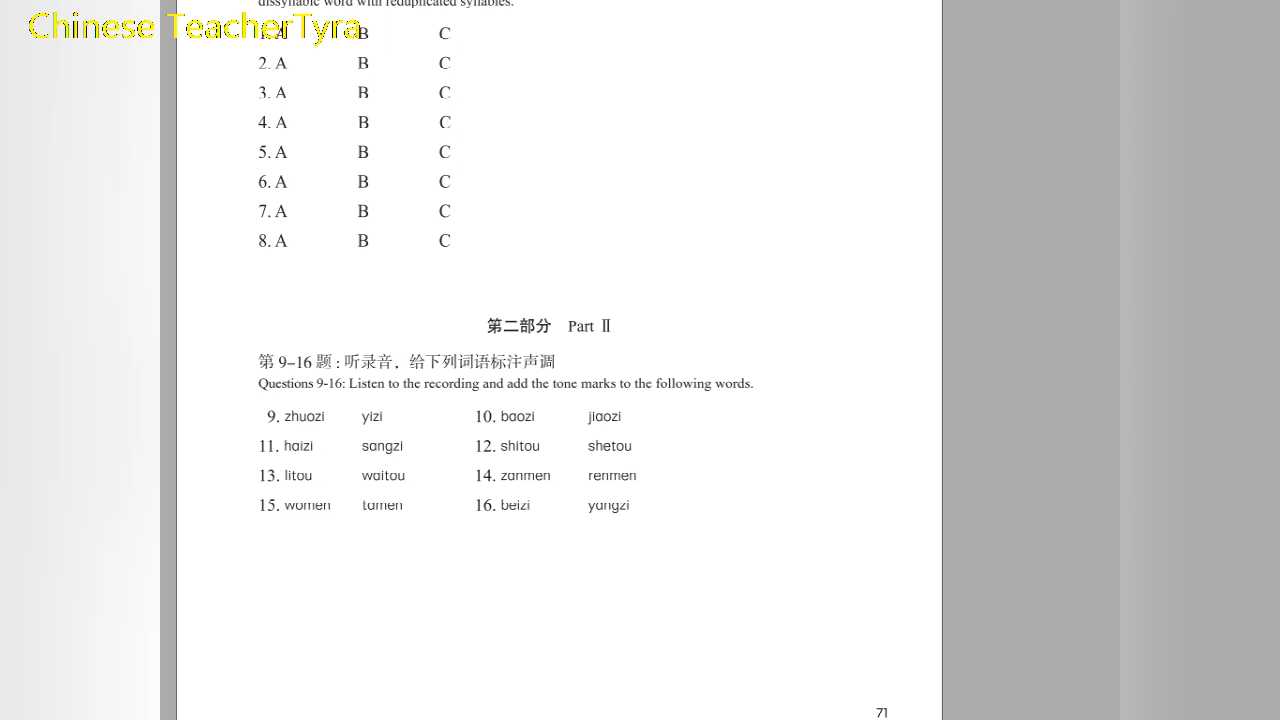 dissyllabic word with reduplicated syllables.
Chinese TeacherTyra
1. A B C
2. A B C
3. A B C
4. A B C
5. A B C
6. A B C
7. A B C
8. A B C
第二部分 Part Ⅱ
第 9–16 题：听录音，给下列词语标注声调
Questions 9-16: Listen to the recording and add the tone marks to the following words.
9. zhuozi yizi 10. baozi jiaozi
11. haizi sangzi 12. shitou shetou
13. litou waitou 14. zanmen renmen
15. women tamen 16. beizi yangzi
71